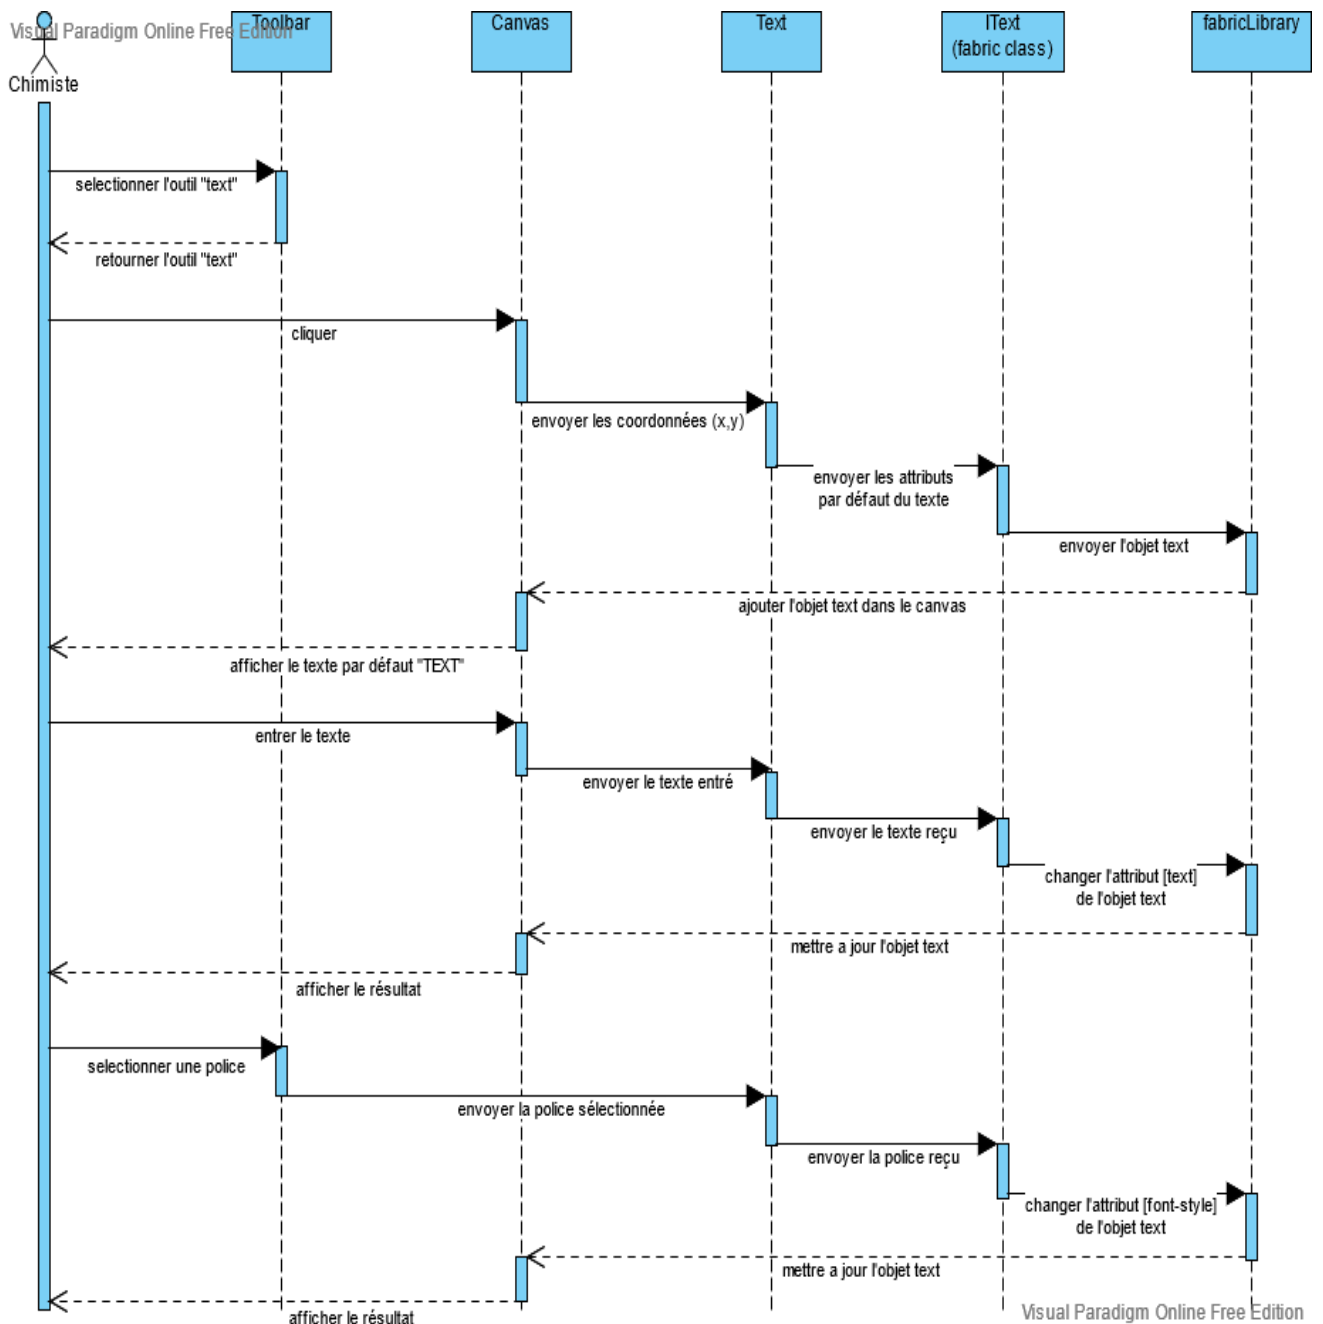 Visual Paradigm Online Free Edition
Toolbar
Canvas
Text
IText
(fabric class)
fabricLibrary
Chimiste
selectionner l'outil "text"
retourner l'outil "text"
cliquer
envoyer les coordonnées (x,y)
envoyer les attributs
par défaut du texte
envoyer l'objet text
ajouter l'objet text dans le canvas
afficher le texte par défaut "TEXT"
entrer le texte
envoyer le texte entré
envoyer le texte reçu
changer l'attribut [text]
de l'objet text
mettre a jour l'objet text
afficher le résultat
selectionner une police
envoyer la police sélectionnée
envoyer la police reçu
changer l'attribut [font-style]
de l'objet text
mettre a jour l'objet text
afficher le résultat
Visual Paradigm Online Free Edition